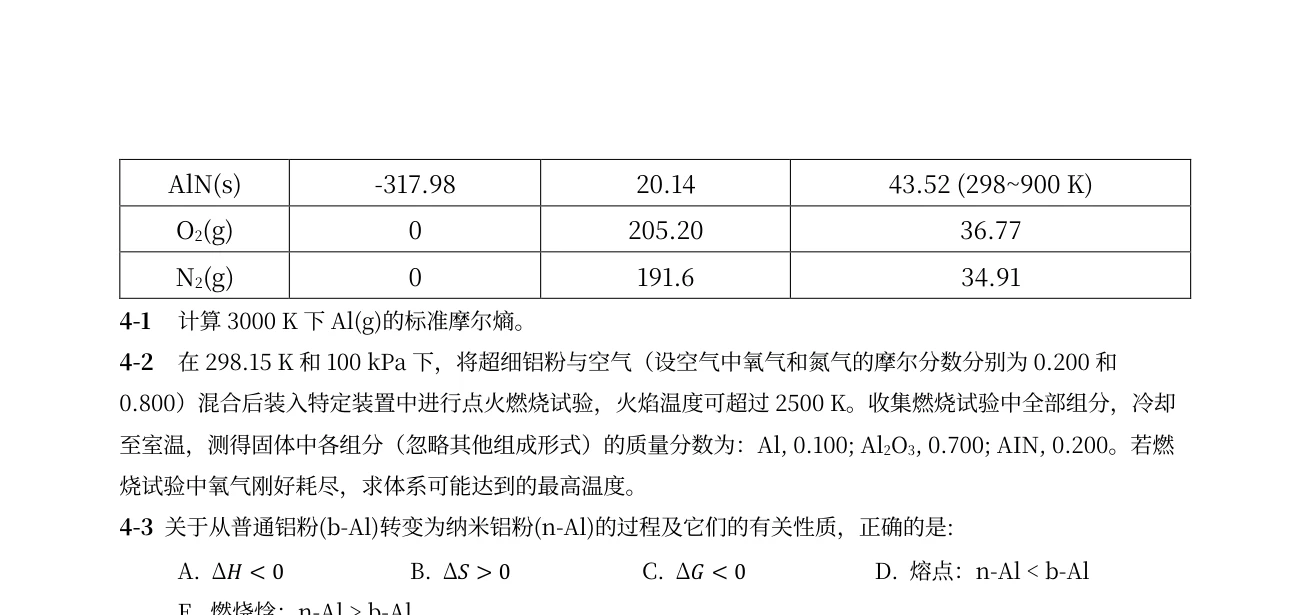 AlN(s) -317.98 20.14 43.52 (298~900 K)
O₂(g) 0 205.20 36.77
N₂(g) 0 191.6 34.91
4-1 计算 3000 K 下 Al(g)的标准摩尔熵。
4-2 在 298.15 K 和 100 kPa 下，将超细铝粉与空气（设空气中氧气和氮气的摩尔分数分别为 0.200 和
0.800）混合后装入特定装置中进行点火燃烧试验，火焰温度可超过 2500 K。收集燃烧试验中全部组分，冷却
至室温，测得固体中各组分（忽略其他组成形式）的质量分数为：Al, 0.100; Al₂O₃, 0.700; AIN, 0.200。若燃
烧试验中氧气刚好耗尽，求体系可能达到的最高温度。
4-3 关于从普通铝粉(b-Al)转变为纳米铝粉(n-Al)的过程及它们的有关性质，正确的是:
A. ΔH < 0 B. ΔS > 0 C. ΔG < 0 D. 熔点：n-Al < b-Al
E. 燃烧焓：n-Al > b-Al